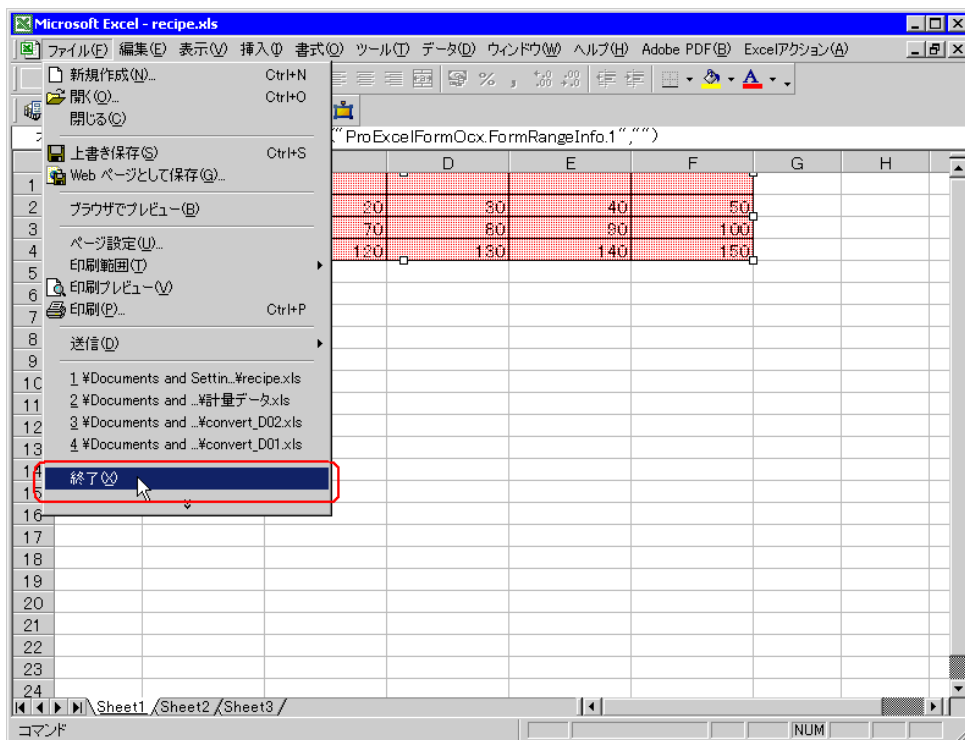 Microsoft Excel - recipe.xls
ファイル(F) 編集(E) 表示(V) 挿入(I) 書式(O) ツール(T) データ(D) ウィンドウ(W) ヘルプ(H) Adobe PDF(B) Excelアクション(A)
新規作成(N)... Ctrl+N
開く(O)... Ctrl+O
閉じる(C)
("ProExcelFormOcx.FormRangeInfo.1","")
上書き保存(S) Ctrl+S
Web ページとして保存(G)...
ブラウザでプレビュー(B)
ページ設定(U)...
印刷範囲(T)
印刷プレビュー(V)
印刷(P)... Ctrl+P
送信(D)
1 ¥Documents and Settin...¥recipe.xls
2 ¥Documents and ...¥計量データ.xls
3 ¥Documents and ...¥convert_D02.xls
4 ¥Documents and ...¥convert_D01.xls
終了(X)
D E F G H
1
2 20 30 40 50
3 70 80 90 100
4 120 130 140 150
5
6
7
8
9
10
11
12
13
14
15
16
17
18
19
20
21
22
23
24
Sheet1 Sheet2 Sheet3
コマンド NUM